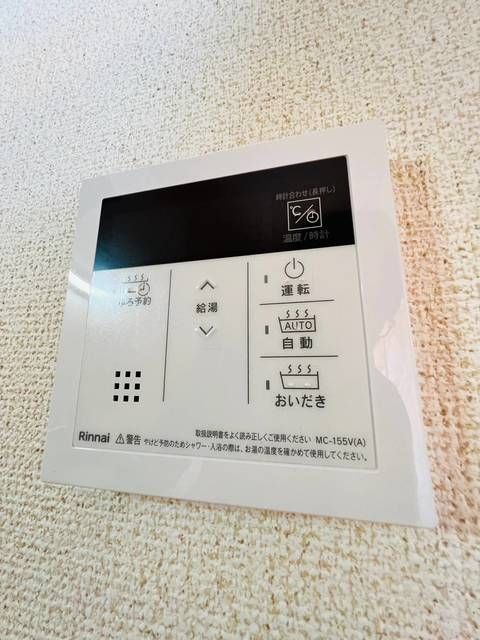 時計合わせ(長押し)
℃/
温度/時計
ふろ予約
給湯
運転
AUTO
自動
おいだき
取扱説明書をよく読み正しくご使用ください MC-155V(A)
Rinnai ⚠警告 やけど予防のためシャワー・入浴の際は、お湯の温度を確かめて使用してください。